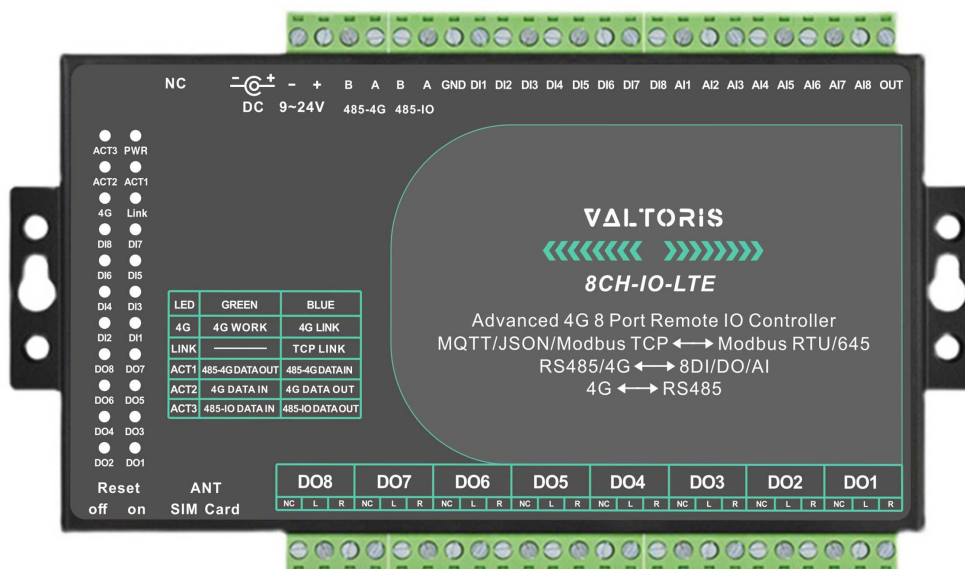 NC - + - + B A B A GND DI1 DI2 DI3 DI4 DI5 DI6 DI7 DI8 AI1 AI2 AI3 AI4 AI5 AI6 AI7 AI8 OUT
DC 9~24V 485-4G 485-IO
ACT3 PWR
ACT2 ACT1
4G Link
DI8 DI7
DI6 DI5
DI4 DI3
DI2 DI1
DO8 DO7
DO6 DO5
DO4 DO3
DO2 DO1
Reset
off on
ANT
SIM Card
LED GREEN BLUE
4G 4G WORK 4G LINK
LINK —— TCP LINK
ACT1 485-4G DATA OUT 485-4G DATA IN
ACT2 4G DATA IN 4G DATA OUT
ACT3 485-IO DATA IN 485-IO DATA OUT
VALTORIS
8CH-IO-LTE
Advanced 4G 8 Port Remote IO Controller
MQTT/JSON/Modbus TCP ⟷ Modbus RTU/645
RS485/4G ⟷ 8DI/DO/AI
4G ⟷ RS485
DO8 DO7 DO6 DO5 DO4 DO3 DO2 DO1
NC L R NC L R NC L R NC L R NC L R NC L R NC L R NC L R